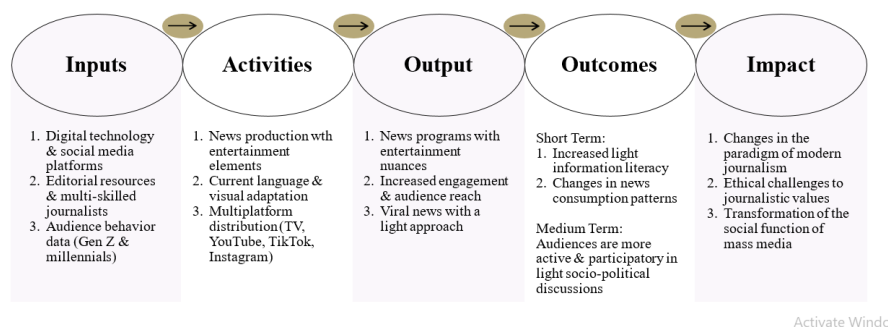 Inputs
Activities
Output
Outcomes
Impact
1. Digital technology
& social media
platforms
2. Editorial resources
& multi-skilled
journalists
3. Audience behavior
data (Gen Z &
millennials)
1. News production wth
entertainment
elements
2. Current language &
visual adaptation
3. Multiplatform
distribution (TV,
YouTube, TikTok,
Instagram)
1. News programs with
entertainment
nuances
2. Increased engagement
& audience reach
3. Viral news with a
light approach
Short Term:
1. Increased light
information literacy
2. Changes in news
consumption patterns
Medium Term:
Audiences are more
active & participatory in
light socio-political
discussions
1. Changes in the
paradigm of modern
journalism
2. Ethical challenges to
journalistic values
3. Transformation of the
social function of
mass media
Activate Windo